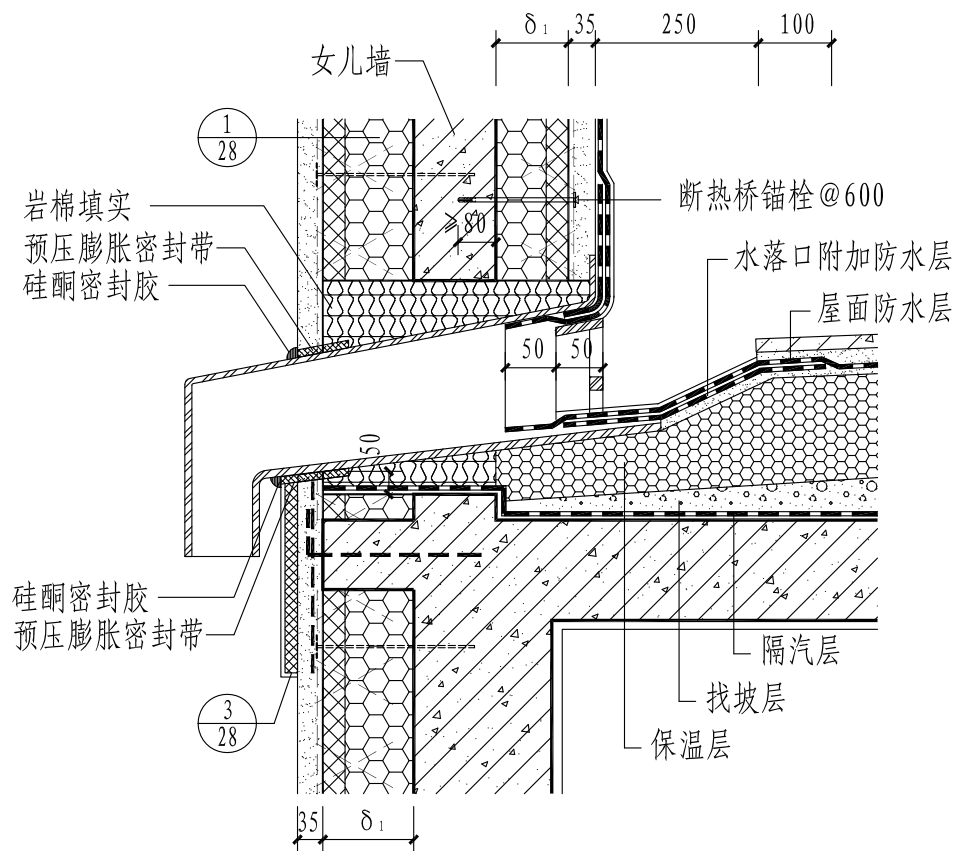 δ1
35
250
100
女儿墙
1
28
岩棉填实
预压膨胀密封带
硅酮密封胶
≥80
断热桥锚栓@600
水落口附加防水层
屋面防水层
50
50
50
硅酮密封胶
预压膨胀密封带
隔汽层
找坡层
保温层
3
28
35
δ1